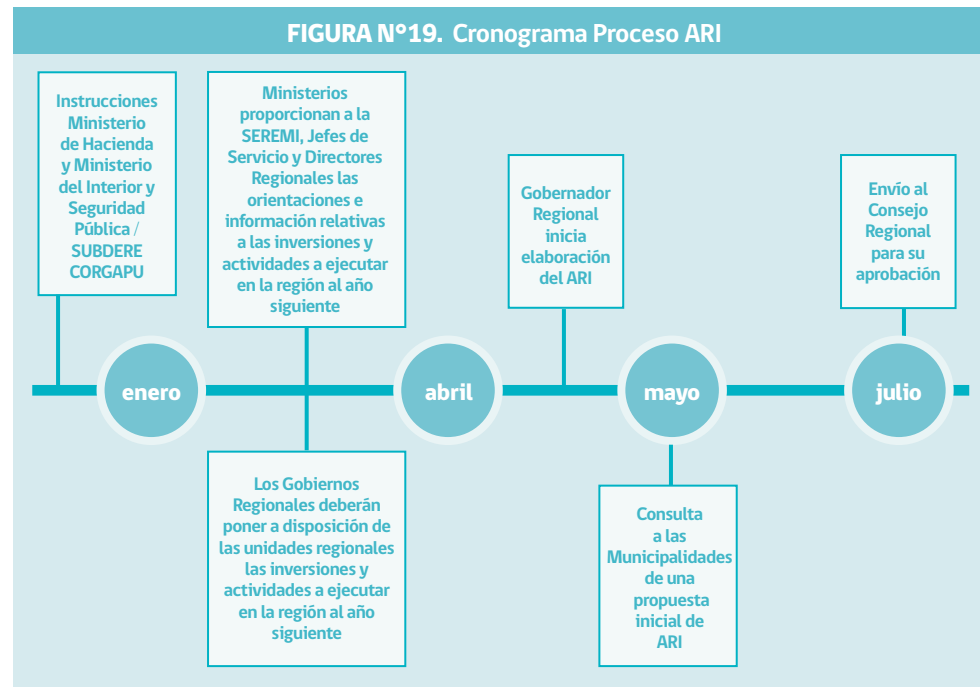 FIGURA N°19. Cronograma Proceso ARI
Instrucciones
Ministerio
de Hacienda
y Ministerio
del Interior y
Seguridad
Pública /
SUBDERE
CORGAPU
Ministerios
proporcionan a la
SEREMI, Jefes de
Servicio y Directores
Regionales las
orientaciones e
información relativas
a las inversiones y
actividades a ejecutar
en la región al año
siguiente
Gobernador
Regional
inicia
elaboración
del ARI
Envío al
Consejo
Regional
para su
aprobación
enero
abril
mayo
julio
Los Gobiernos
Regionales deberán
poner a disposición de
las unidades regionales
las inversiones y
actividades a ejecutar
en la región al año
siguiente
Consulta
a las
Municipalidades
de una
propuesta
inicial de
ARI